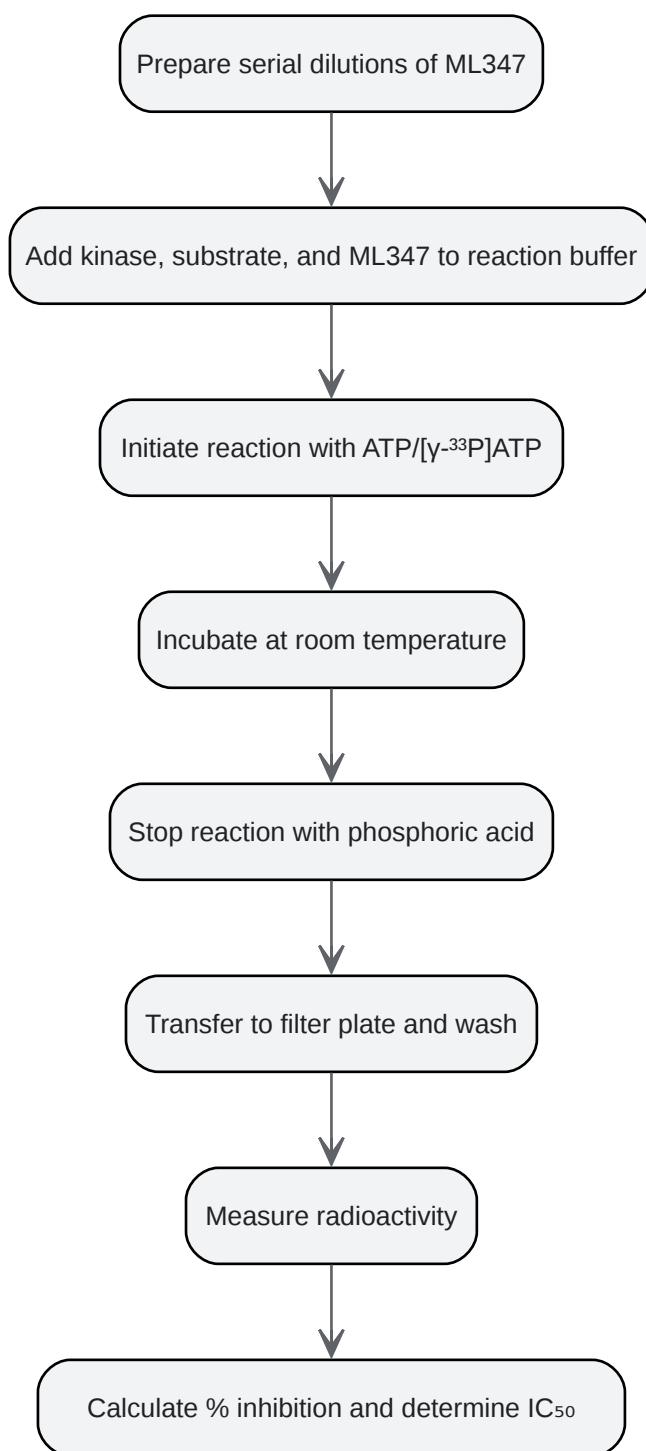 Prepare serial dilutions of ML347
Add kinase, substrate, and ML347 to reaction buffer
Initiate reaction with ATP/[γ-³³P]ATP
Incubate at room temperature
Stop reaction with phosphoric acid
Transfer to filter plate and wash
Measure radioactivity
Calculate % inhibition and determine IC₅₀